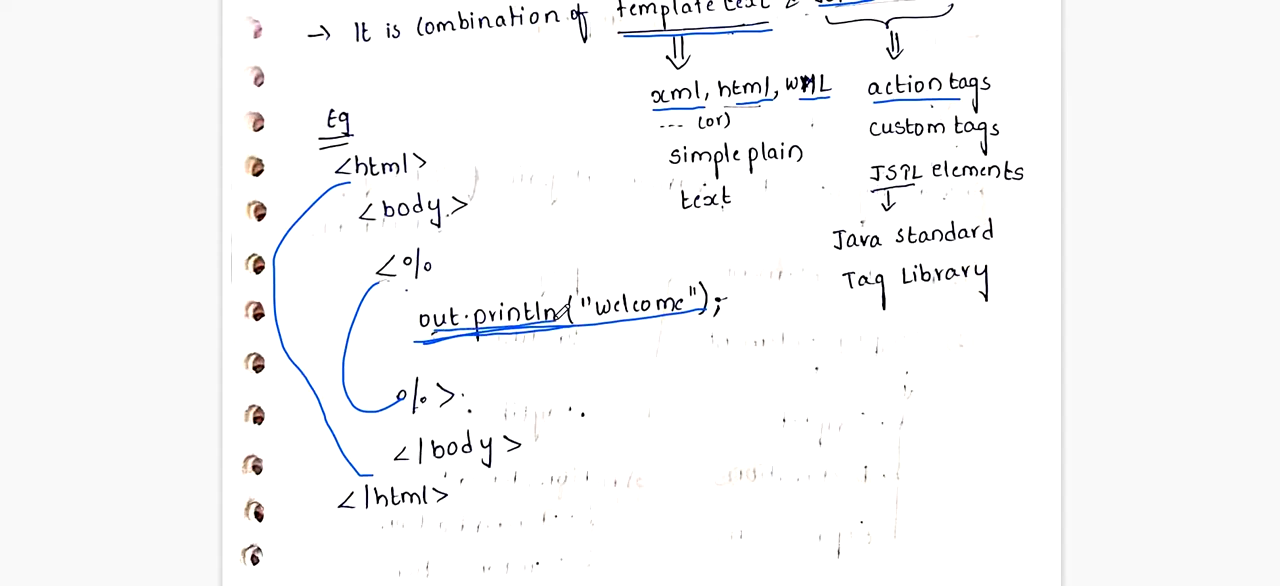 → It is combination of template text &
xml, html, WML
--- (or)
simple plain
text
action tags
custom tags
JSTL elements
Java standard
Tag Library
Eg
<html>
<body>
<%
out.println("welcome");
%>
</body>
</html>